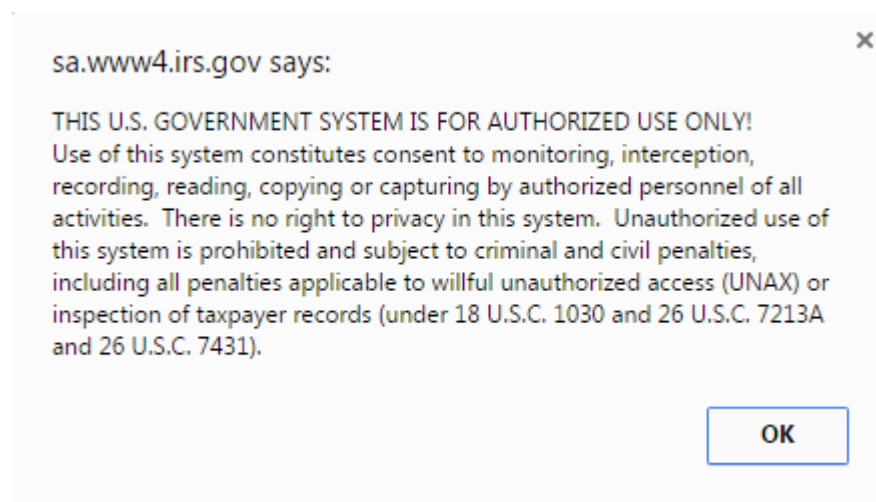 sa.www4.irs.gov says:
THIS U.S. GOVERNMENT SYSTEM IS FOR AUTHORIZED USE ONLY!
Use of this system constitutes consent to monitoring, interception,
recording, reading, copying or capturing by authorized personnel of all
activities.  There is no right to privacy in this system.  Unauthorized use of
this system is prohibited and subject to criminal and civil penalties,
including all penalties applicable to willful unauthorized access (UNAX) or
inspection of taxpayer records (under 18 U.S.C. 1030 and 26 U.S.C. 7213A
and 26 U.S.C. 7431).
OK